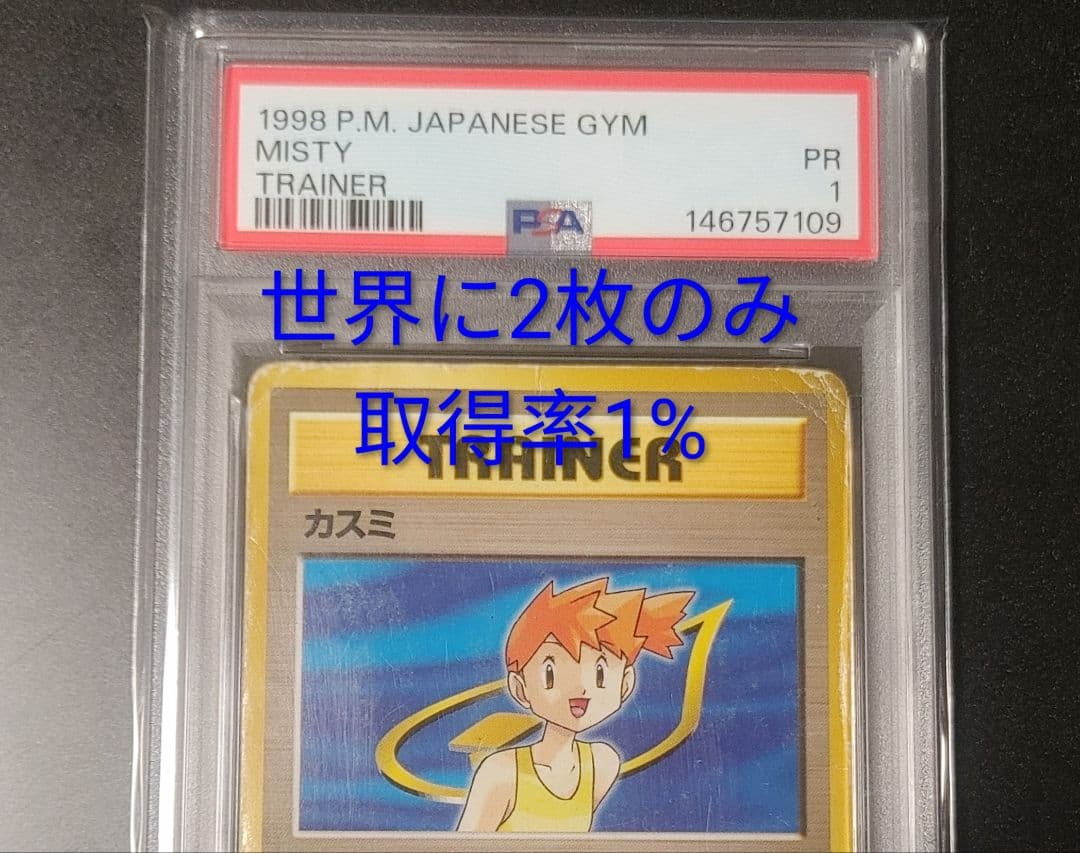 1998 P.M. JAPANESE GYM
MISTY
PR
TRAINER
1
PSA
146757109
世界に2枚のみ
取得率1%
TRAINER
カスミ